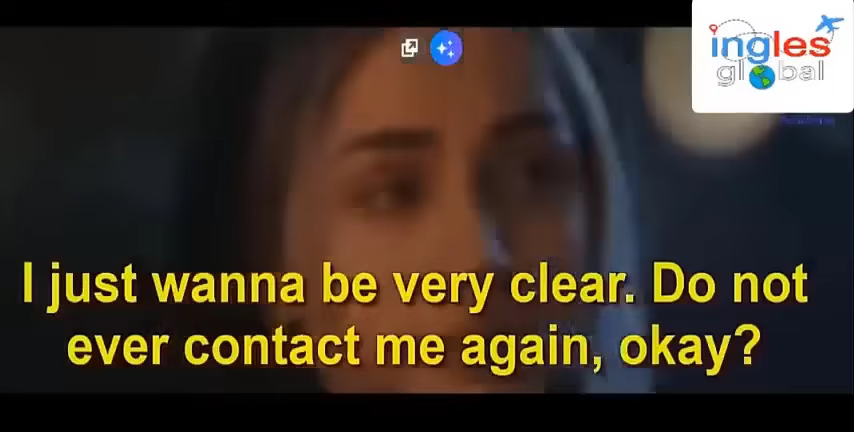 ingles
global
I just wanna be very clear. Do not
ever contact me again, okay?